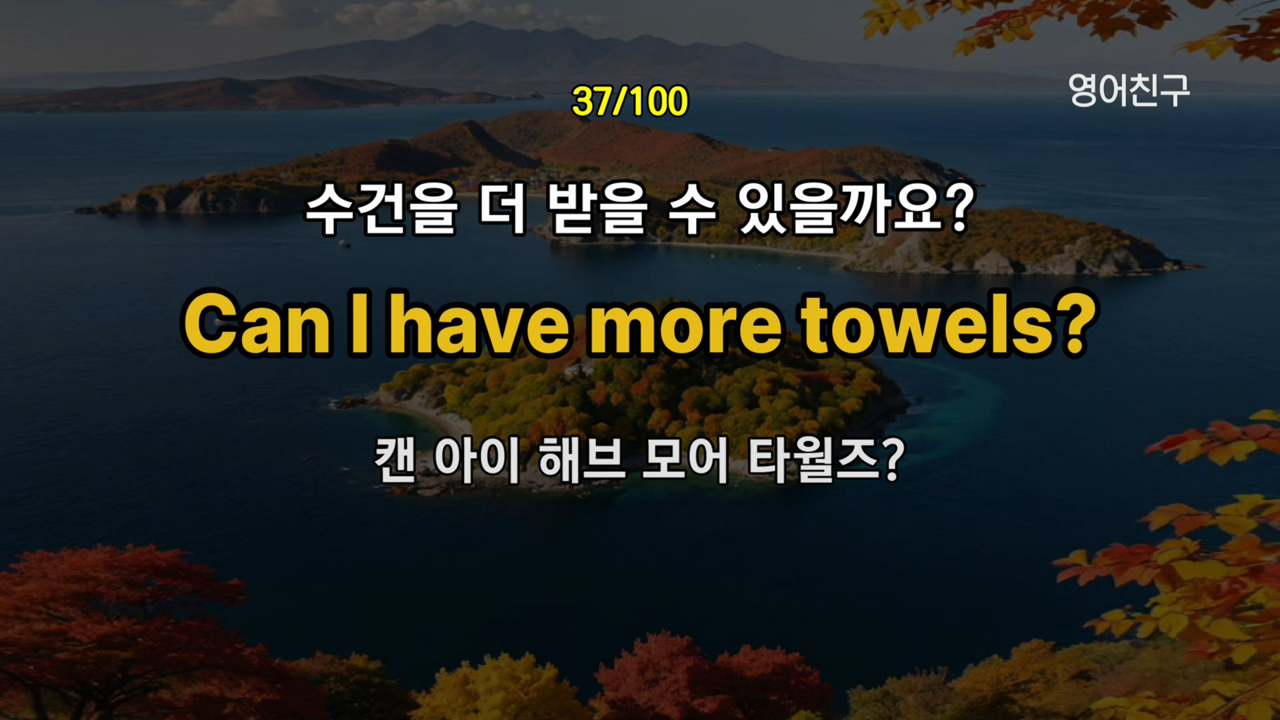 영어친구
37/100
수건을 더 받을 수 있을까요?
Can I have more towels?
캔 아이 해브 모어 타월즈?